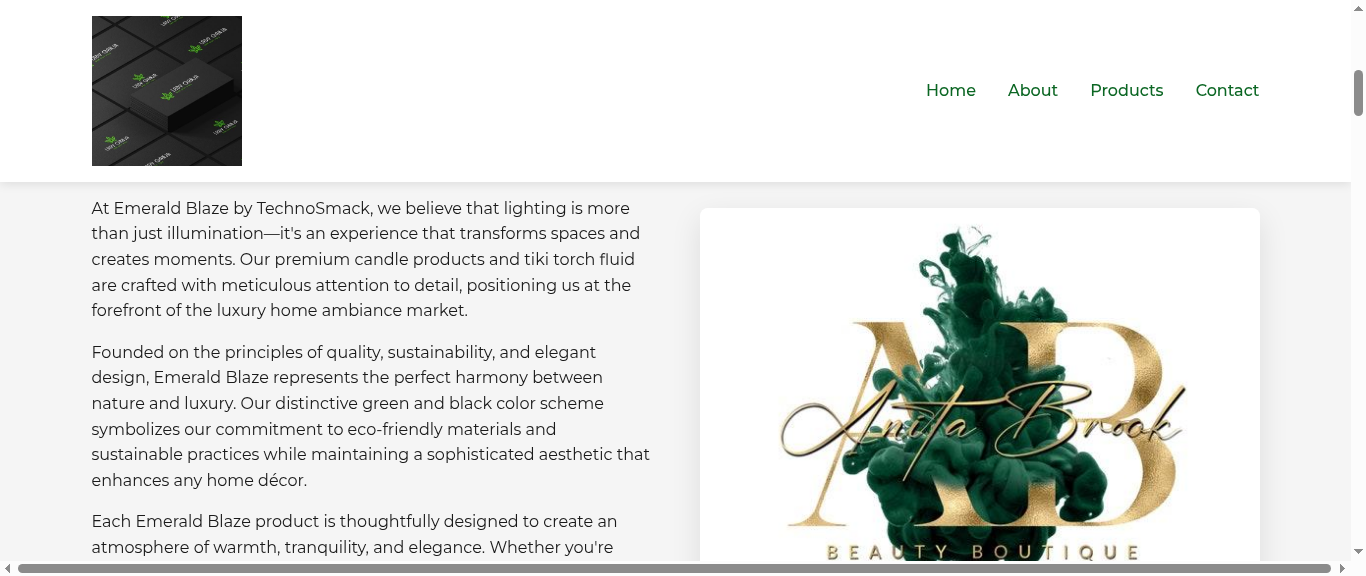 Home About Products Contact
At Emerald Blaze by TechnoSmack, we believe that lighting is more
than just illumination—it's an experience that transforms spaces and
creates moments. Our premium candle products and tiki torch fluid
are crafted with meticulous attention to detail, positioning us at the
forefront of the luxury home ambiance market.
Founded on the principles of quality, sustainability, and elegant
design, Emerald Blaze represents the perfect harmony between
nature and luxury. Our distinctive green and black color scheme
symbolizes our commitment to eco-friendly materials and
sustainable practices while maintaining a sophisticated aesthetic that
enhances any home décor.
Each Emerald Blaze product is thoughtfully designed to create an
atmosphere of warmth, tranquility, and elegance. Whether you're
AB
Anita Brook
BEAUTY BOUTIQUE